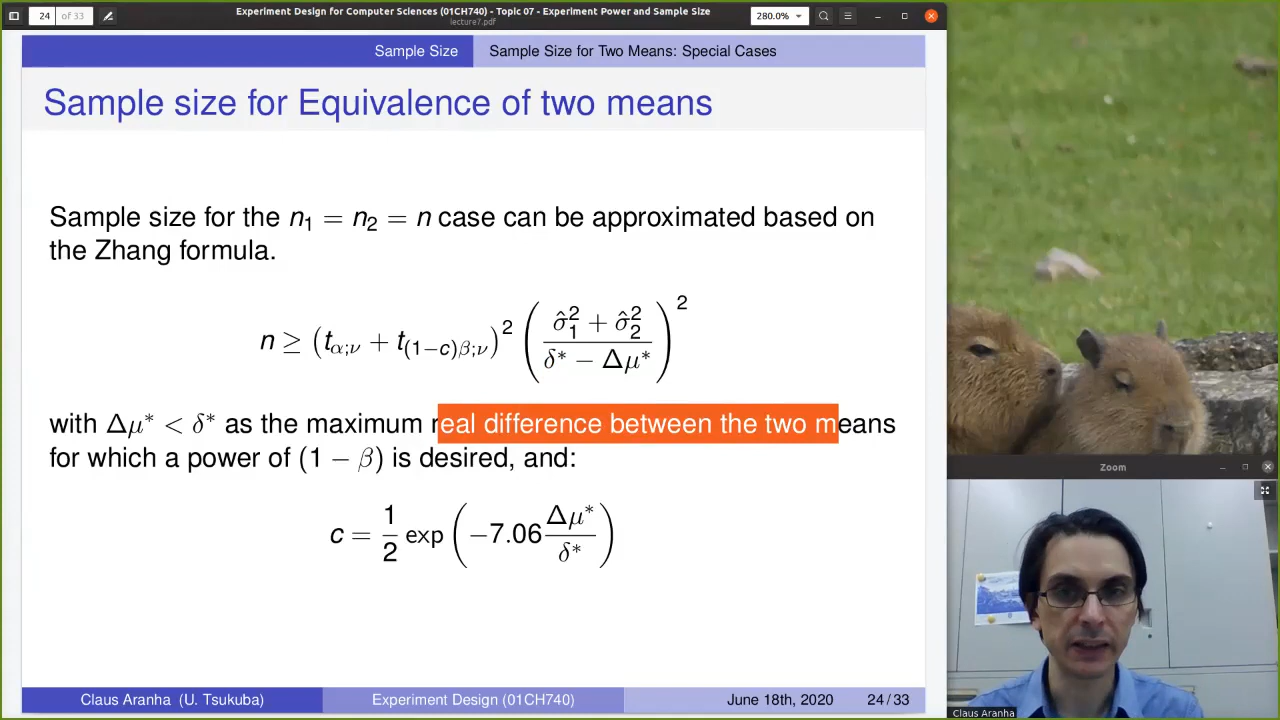 Experiment Design for Computer Sciences (01CH740) - Topic 07 - Experiment Power and Sample Size
lecture7.pdf
24 of 33
280.0%
Sample Size
Sample Size for Two Means: Special Cases
Sample size for Equivalence of two means
Sample size for the n₁ = n₂ = n case can be approximated based on
the Zhang formula.
n ≥ (t_{α;ν} + t_{(1−c)β;ν})² ((σ̂₁² + σ̂₂²)/(δ* − Δμ*))²
with Δμ* < δ* as the maximum real difference between the two means
for which a power of (1 − β) is desired, and:
c = 1/2 exp(−7.06 Δμ*/δ*)
Claus Aranha (U. Tsukuba)
Experiment Design (01CH740)
June 18th, 2020
24 / 33
Zoom
Claus Aranha